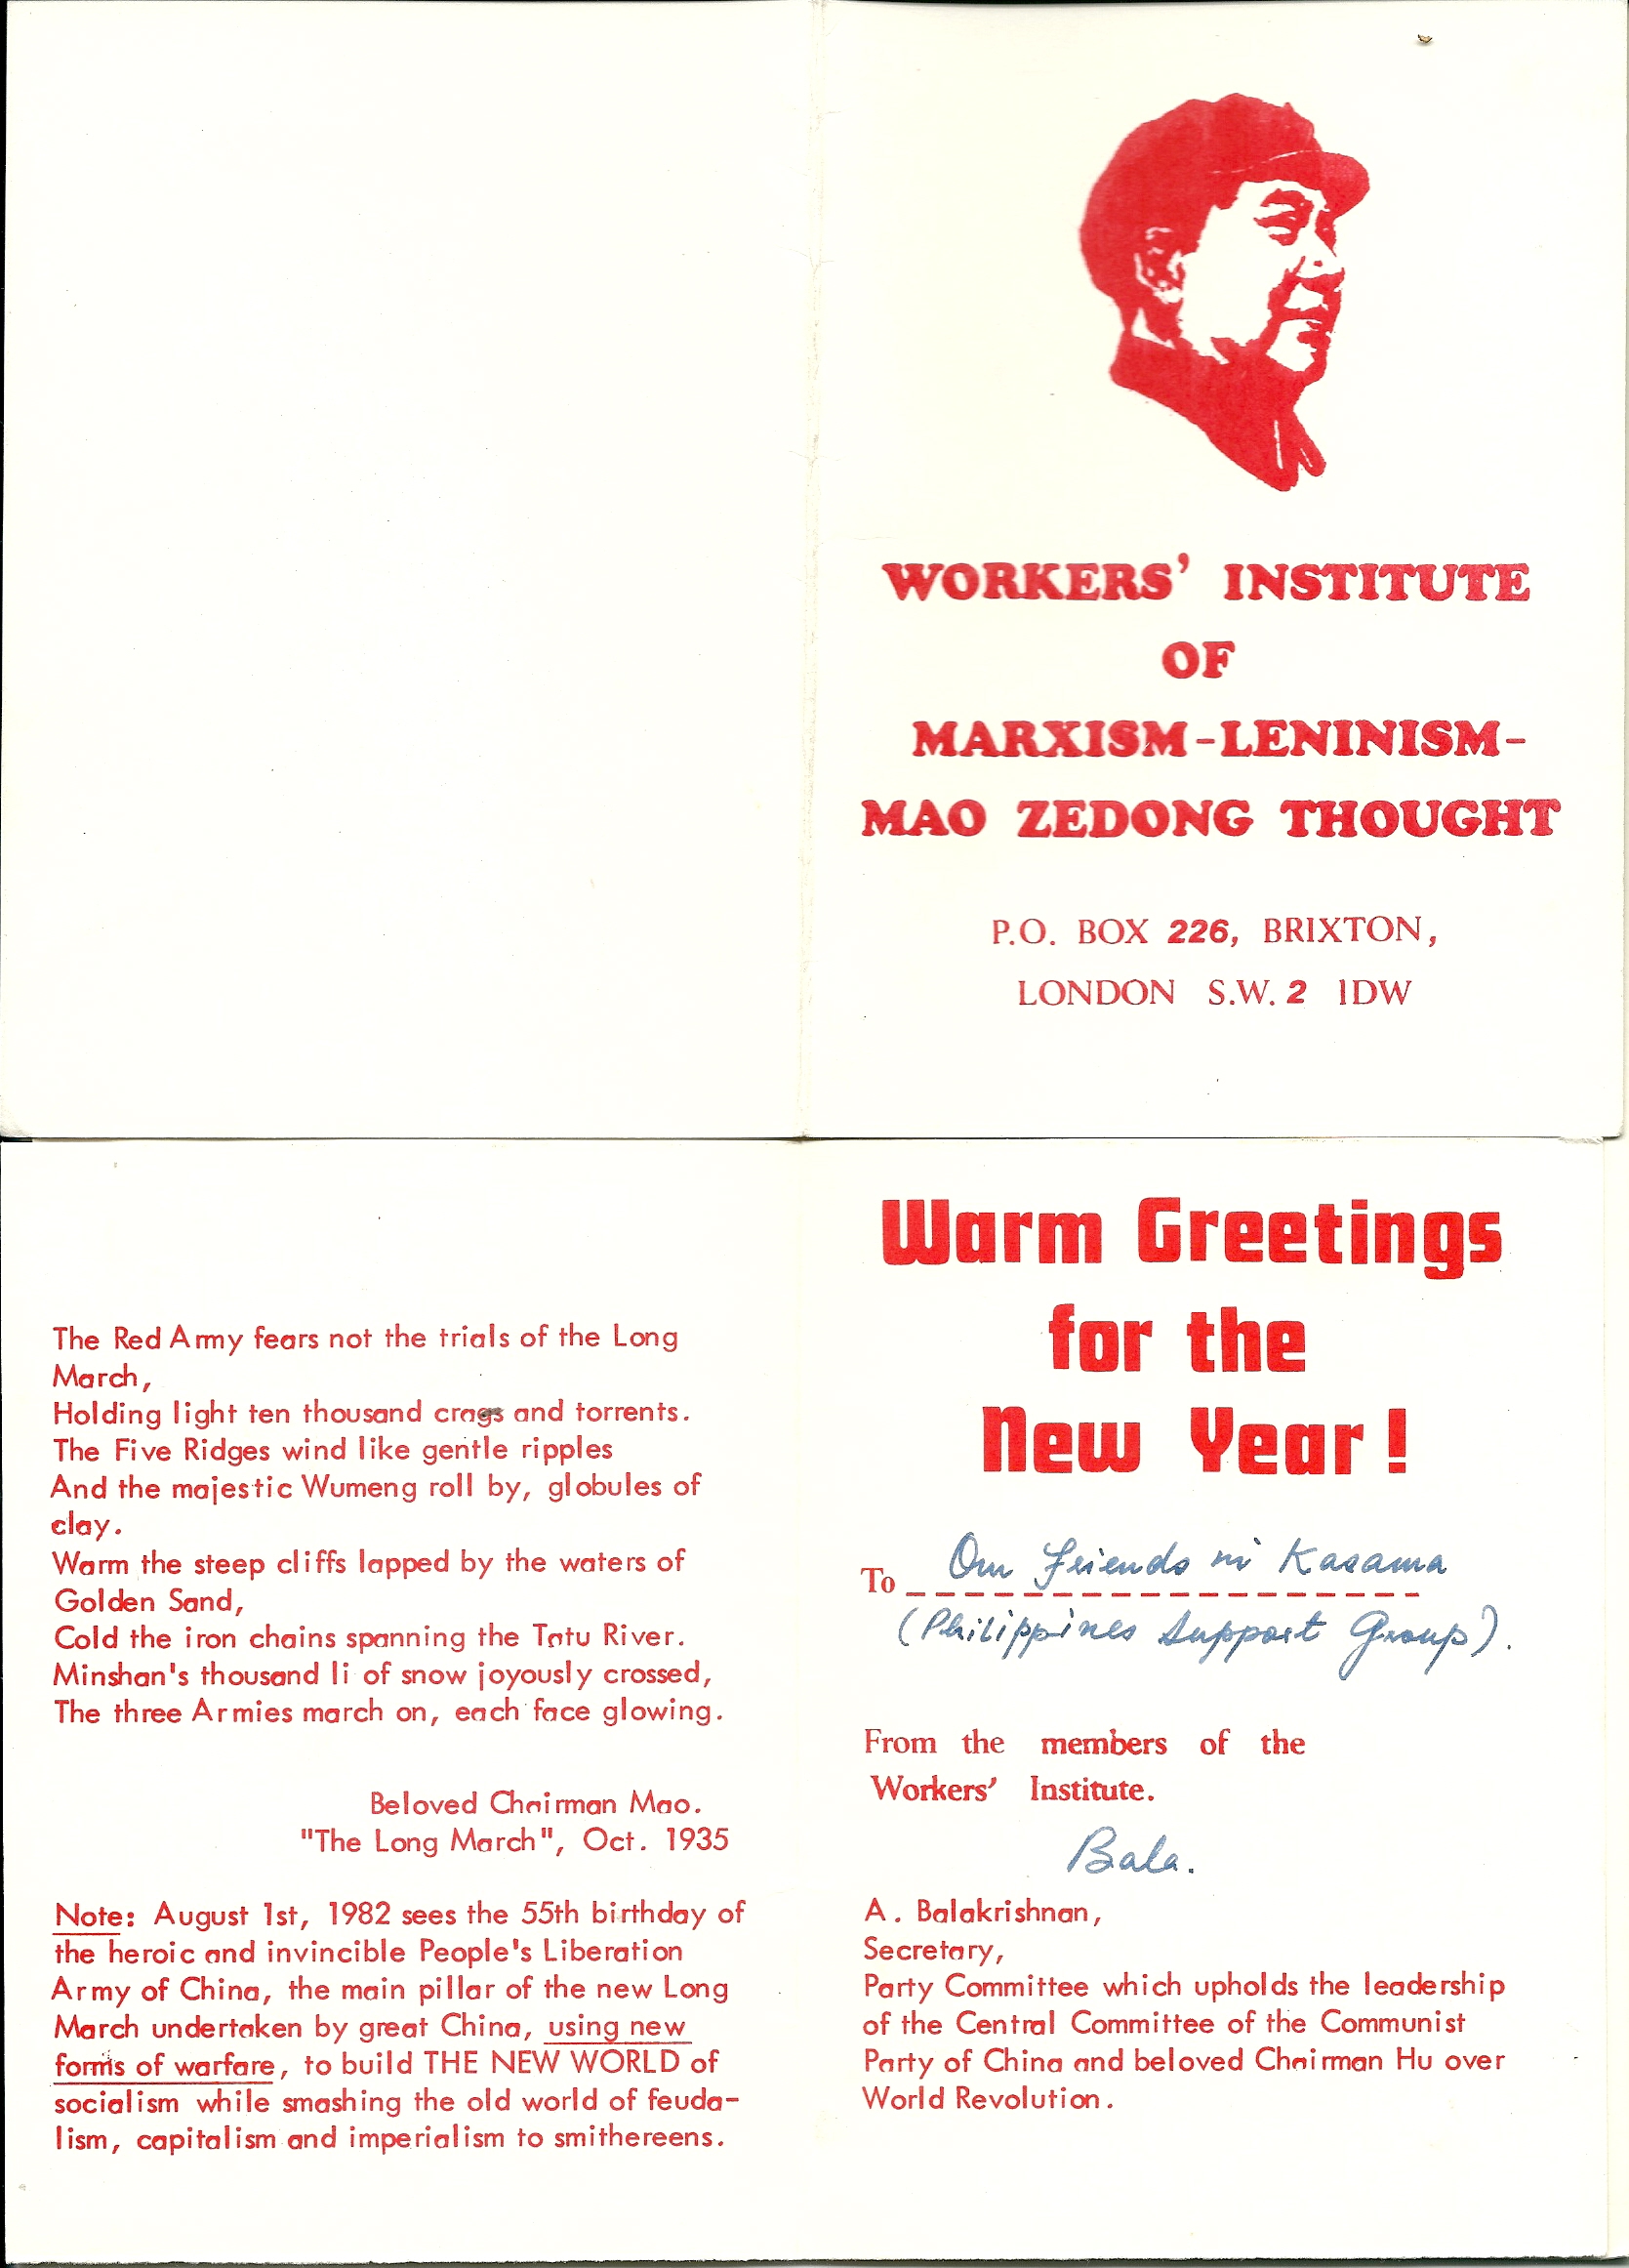 WORKERS' INSTITUTE
OF
MARXISM-LENINISM-
MAO ZEDONG THOUGHT
P.O. BOX 226, BRIXTON,
LONDON S.W. 2 1DW
The Red Army fears not the trials of the Long
March,
Holding light ten thousand crags and torrents.
The Five Ridges wind like gentle ripples
And the majestic Wumeng roll by, globules of
clay.
Warm the steep cliffs lapped by the waters of
Golden Sand,
Cold the iron chains spanning the Tatu River.
Minshan's thousand li of snow joyously crossed,
The three Armies march on, each face glowing.
Beloved Chairman Mao.
"The Long March", Oct. 1935
Note: August 1st, 1982 sees the 55th birthday of
the heroic and invincible People's Liberation
Army of China, the main pillar of the new Long
March undertaken by great China, using new
forms of warfare, to build THE NEW WORLD of
socialism while smashing the old world of feuda-
lism, capitalism and imperialism to smithereens.
Warm Greetings
for the
New Year!
To Our friends in Kasama
(Philippines Support Group).
From the members of the
Workers' Institute.
Bala.
A. Balakrishnan,
Secretary,
Party Committee which upholds the leadership
of the Central Committee of the Communist
Party of China and beloved Chairman Hu over
World Revolution.